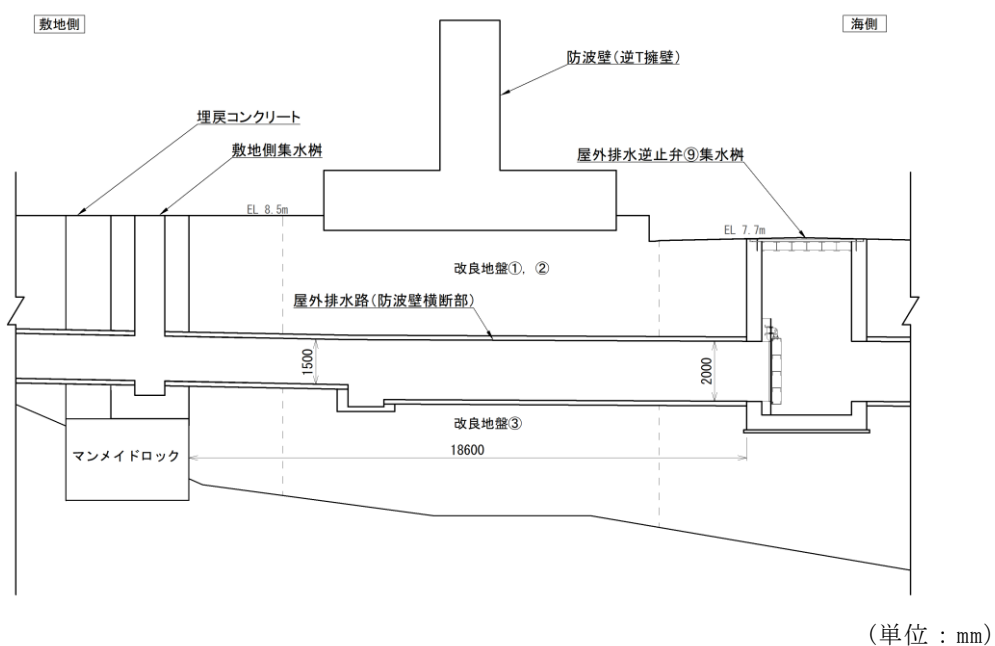 敷地側
海側
防波壁(逆T擁壁)
埋戻コンクリート
敷地側集水桝
屋外排水逆止弁⑨集水桝
EL 8.5m
EL 7.7m
改良地盤①, ②
屋外排水路(防波壁横断部)
1500
2000
改良地盤③
マンメイドロック
18600
(単位:mm)